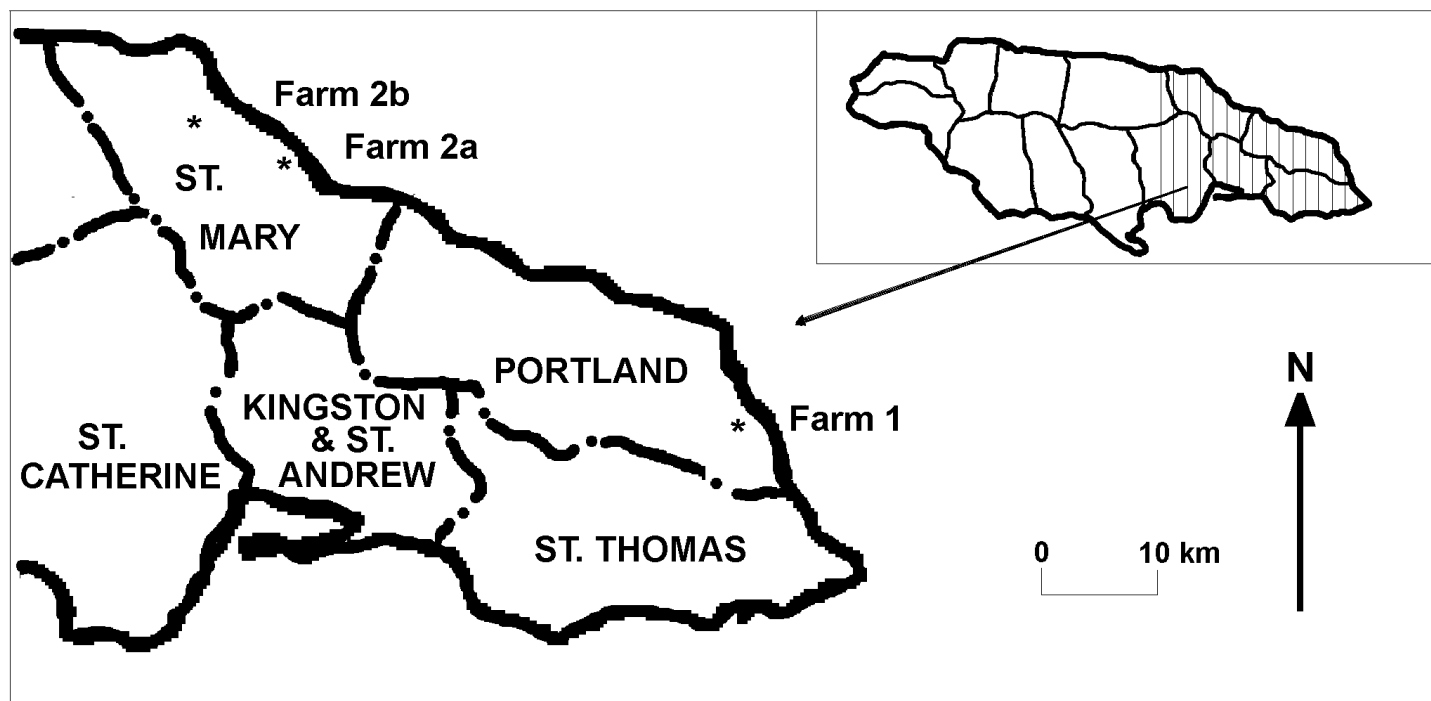 Farm 2b
Farm 2a
ST.
MARY
PORTLAND
Farm 1
KINGSTON
& ST.
ANDREW
ST.
CATHERINE
ST. THOMAS
N
0 10 km